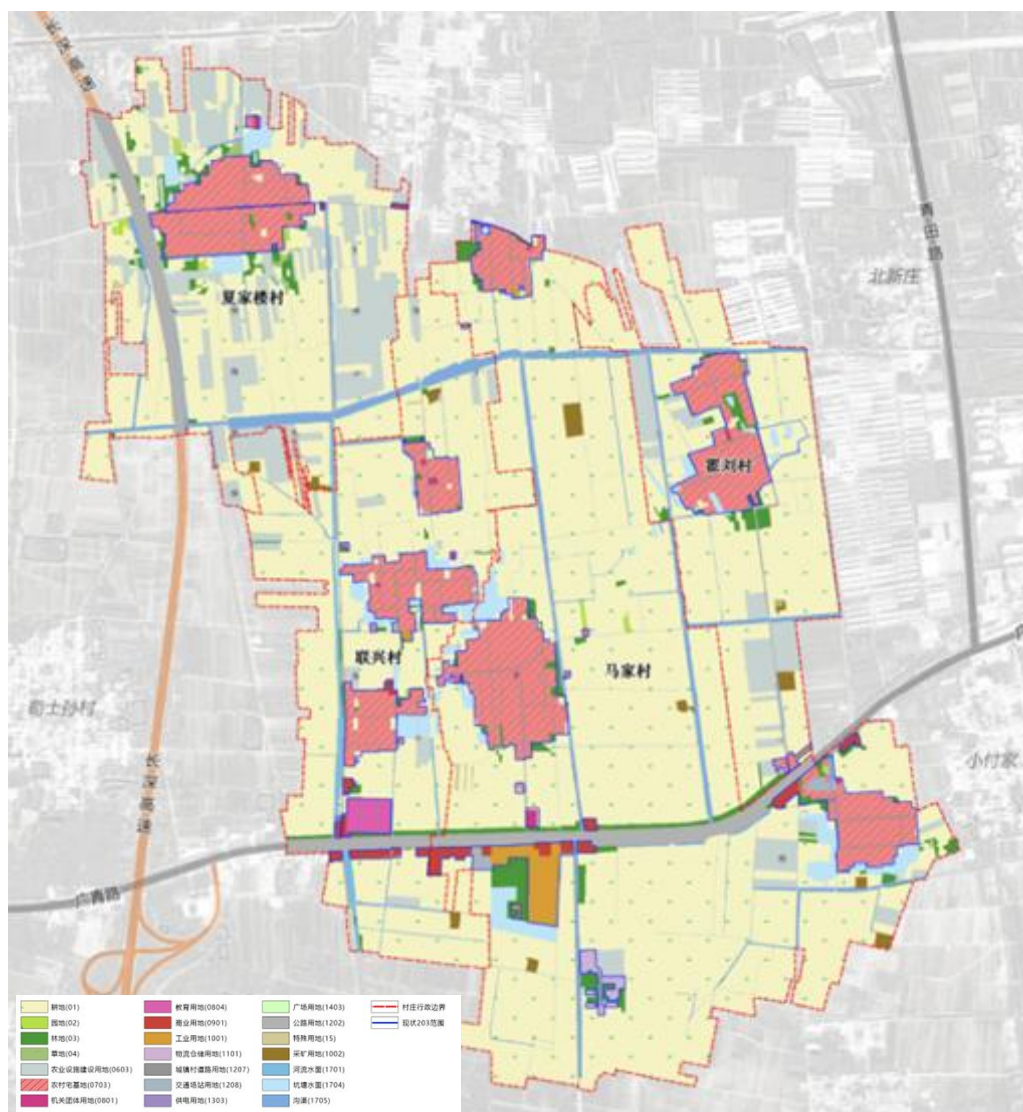 长深高速
青田路
北新庄
夏家楼村
霍刘村
联兴村
马家村
小付家
长深高速
广青路
耕地(01)
园地(02)
林地(03)
草地(04)
农业设施建设用地(0603)
农村宅基地(0703)
机关团体用地(0801)
教育用地(0804)
商业用地(0901)
工业用地(1001)
物流仓储用地(1101)
城镇村道路用地(1207)
交通场站用地(1208)
供电用地(1303)
广场用地(1403)
公路用地(1202)
特殊用地(15)
采矿用地(1002)
河流水面(1701)
坑塘水面(1704)
沟渠(1705)
村庄行政边界
现状203范围